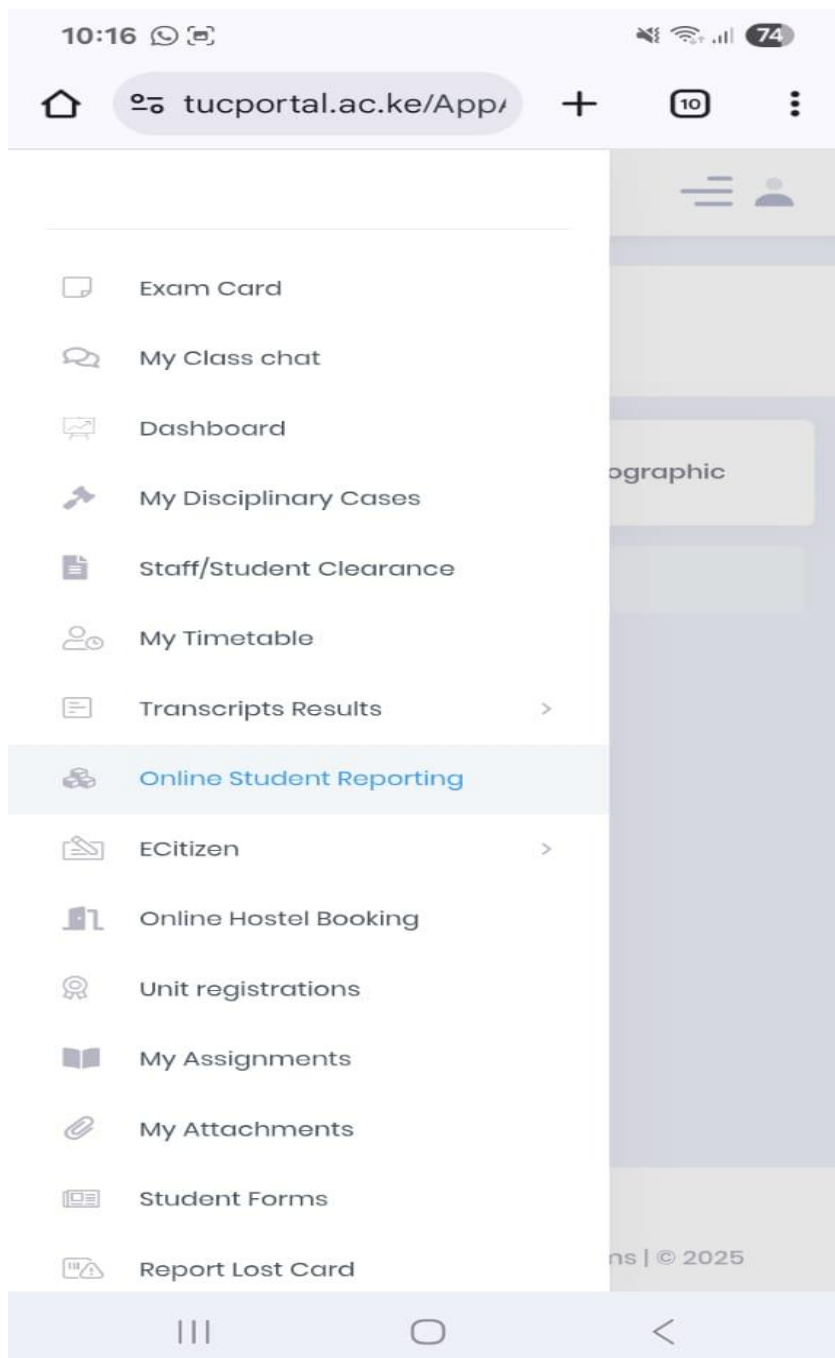 10:16 74
tucportal.ac.ke/App/ 10
Exam Card
My Class chat
Dashboard
ographic
My Disciplinary Cases
Staff/Student Clearance
My Timetable
Transcripts Results >
Online Student Reporting
ECitizen >
Online Hostel Booking
Unit registrations
My Assignments
My Attachments
Student Forms
ns | © 2025
Report Lost Card